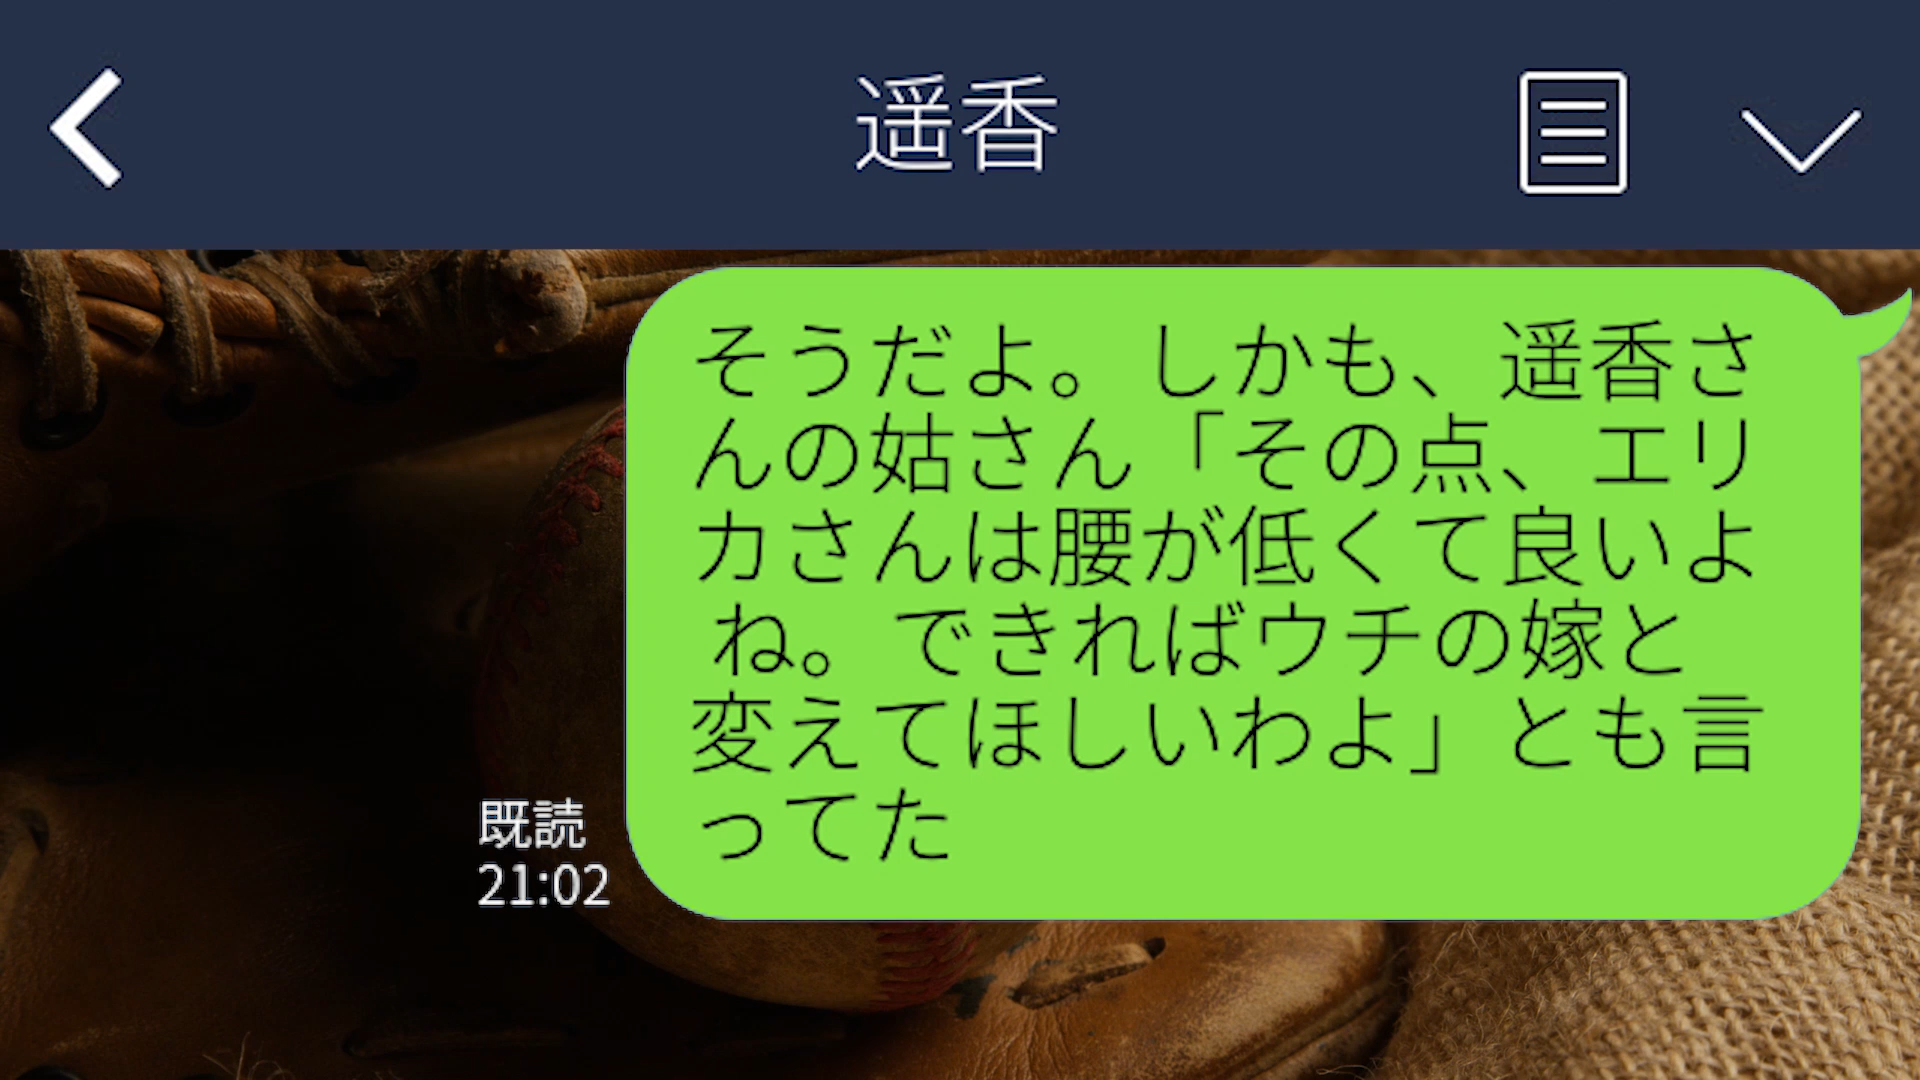 遥香
そうだよ。しかも、遥香さ
んの姑さん「その点、エリ
カさんは腰が低くて良いよ
ね。できればウチの嫁と
変えてほしいわよ」とも言
ってた
既読
21:02